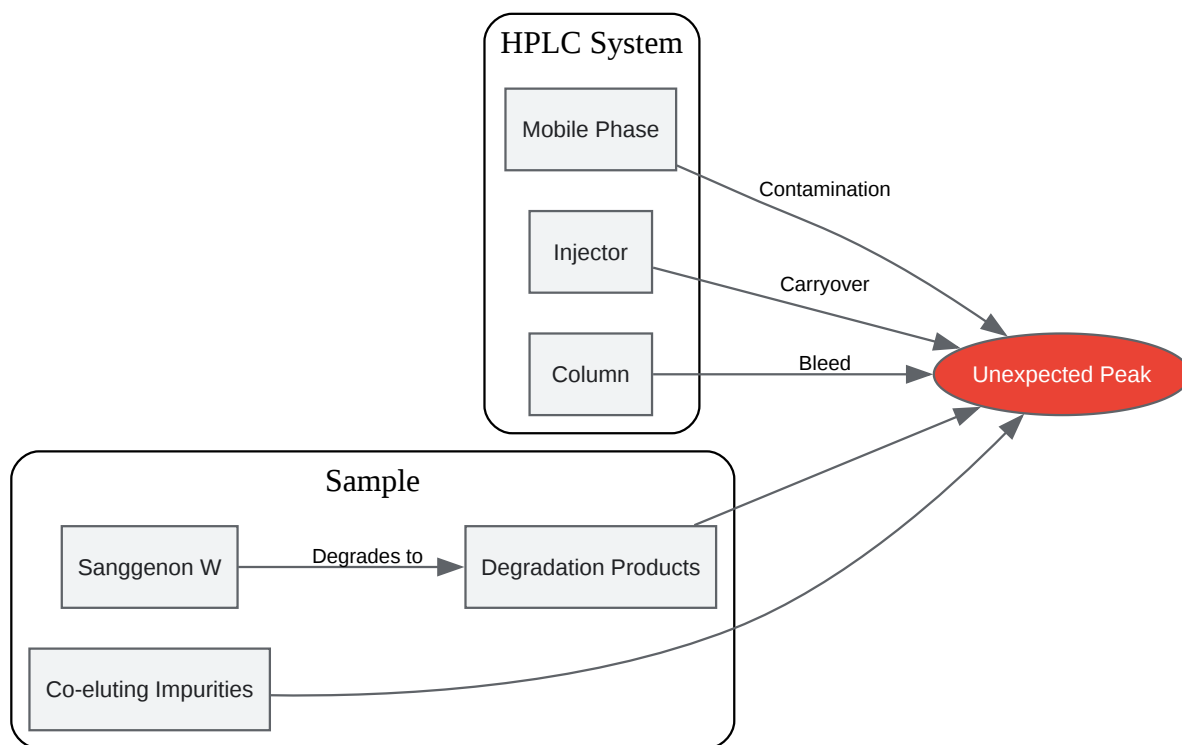 HPLC System
Mobile Phase
Contamination
Injector
Carryover
Column
Bleed
Unexpected Peak
Sample
Sanggenon W
Degrades to
Degradation Products
Co-eluting Impurities